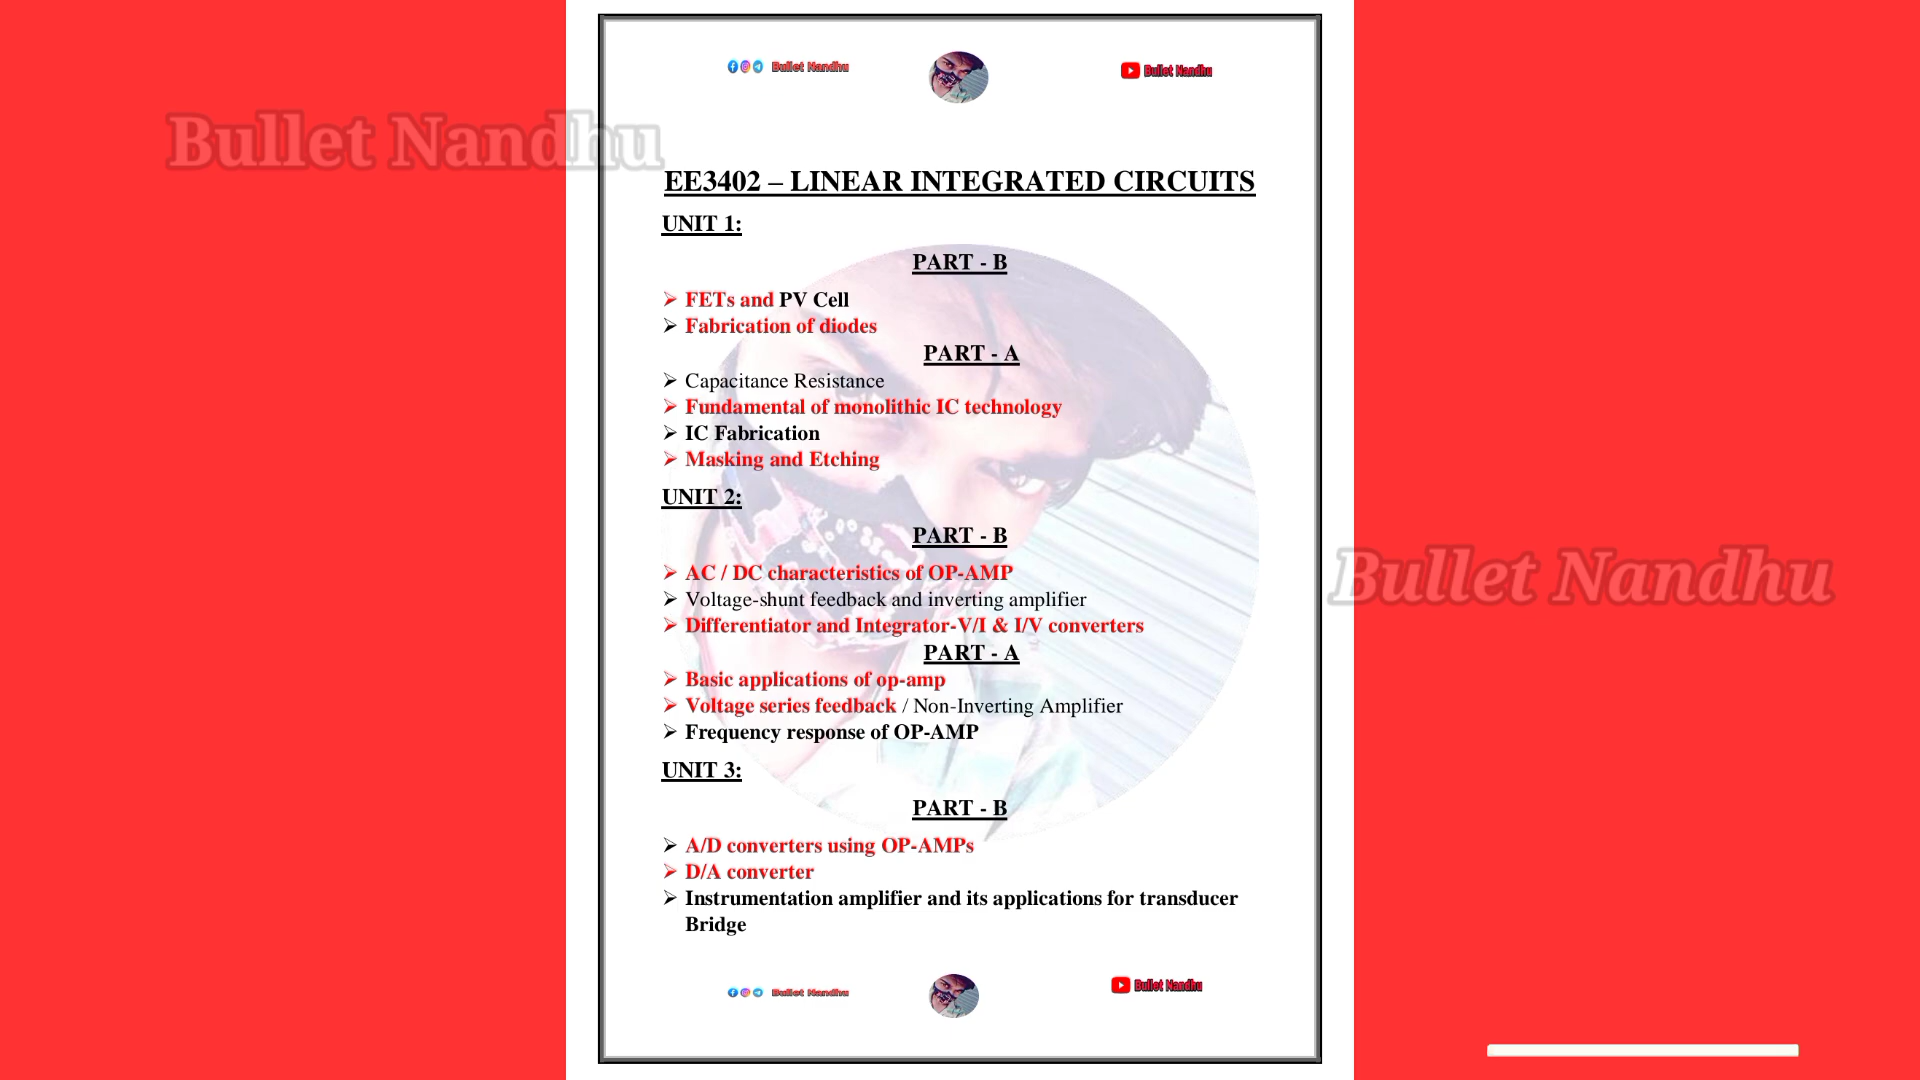 Bullet Nandhu
Bullet Nandhu
Bullet Nandhu
EE3402 – LINEAR INTEGRATED CIRCUITS
UNIT 1:
PART - B
➢ FETs and PV Cell
➢ Fabrication of diodes
PART - A
➢ Capacitance Resistance
➢ Fundamental of monolithic IC technology
➢ IC Fabrication
➢ Masking and Etching
UNIT 2:
PART - B
➢ AC / DC characteristics of OP-AMP
➢ Voltage-shunt feedback and inverting amplifier
Bullet Nandhu
➢ Differentiator and Integrator-V/I & I/V converters
PART - A
➢ Basic applications of op-amp
➢ Voltage series feedback / Non-Inverting Amplifier
➢ Frequency response of OP-AMP
UNIT 3:
PART - B
➢ A/D converters using OP-AMPs
➢ D/A converter
➢ Instrumentation amplifier and its applications for transducer
Bridge
Bullet Nandhu
Bullet Nandhu